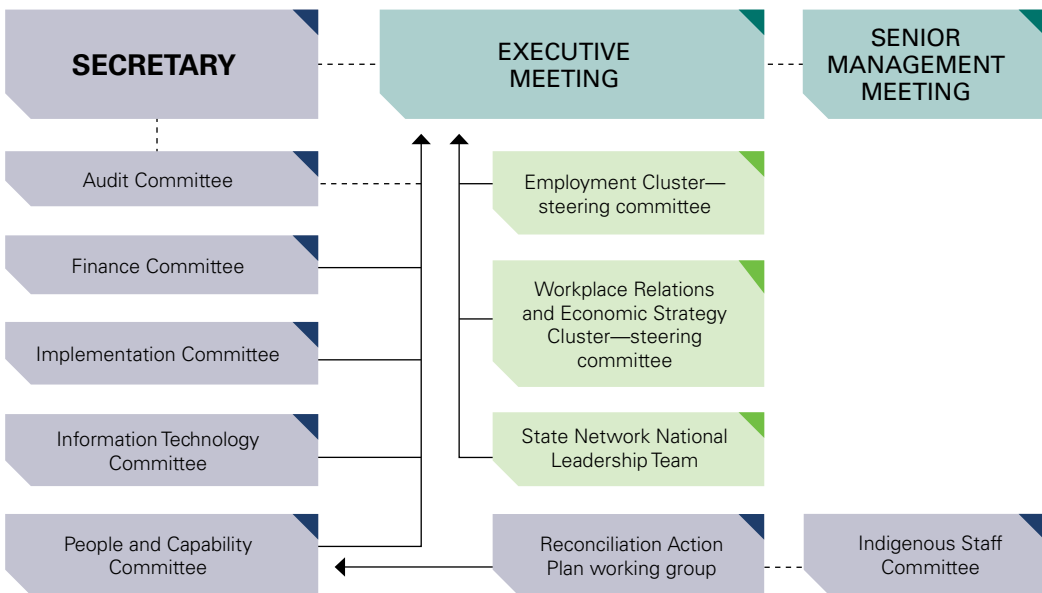 SECRETARY
EXECUTIVE
MEETING
SENIOR
MANAGEMENT
MEETING
Audit Committee
Finance Committee
Implementation Committee
Information Technology
Committee
People and Capability
Committee
Employment Cluster—
steering committee
Workplace Relations
and Economic Strategy
Cluster—steering
committee
State Network National
Leadership Team
Reconciliation Action
Plan working group
Indigenous Staff
Committee